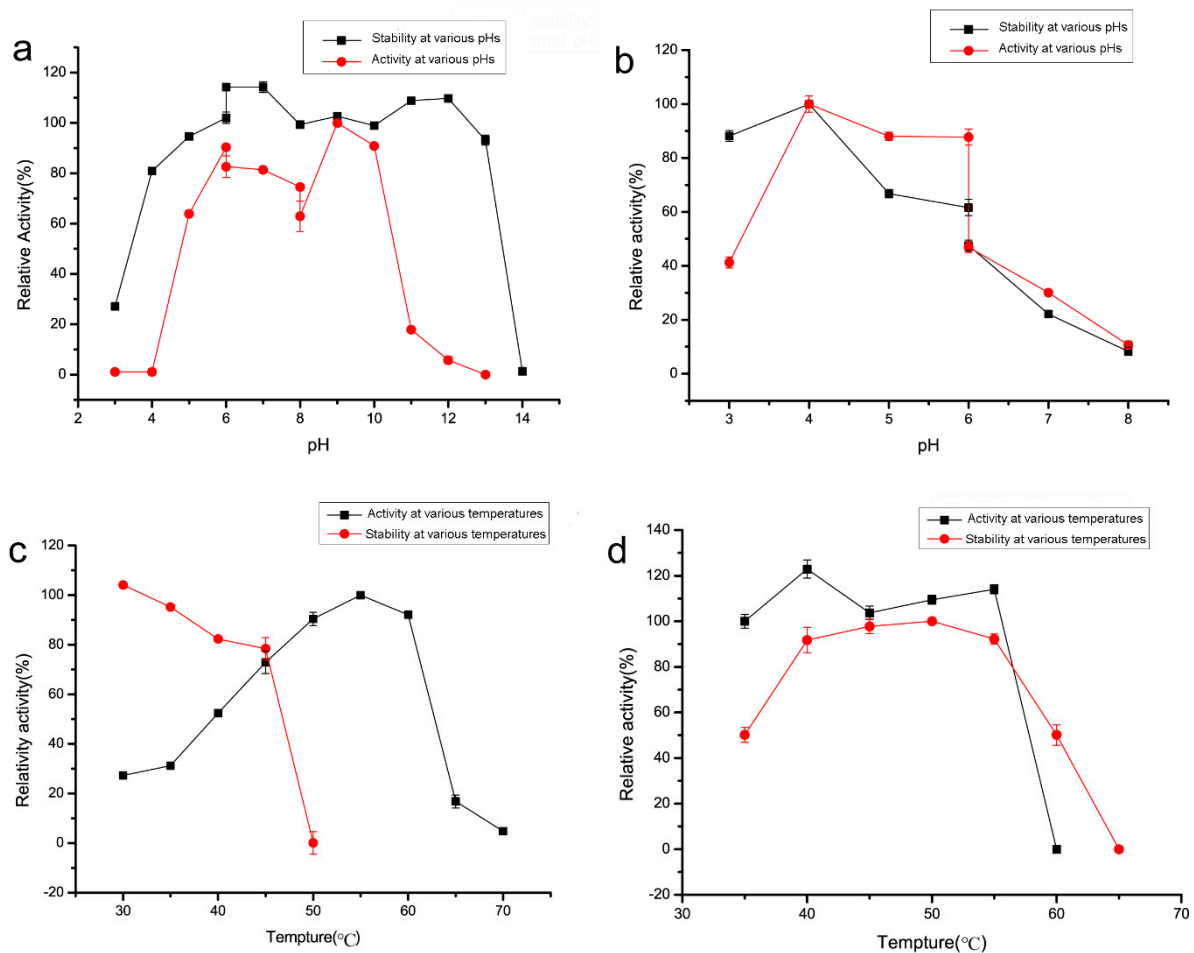 stability
pH
a
Stability at various pHs
Activity at various pHs
120
100
80
60
40
20
0
Relative Activity(%)
2
4
6
8
10
12
14
pH
b
Stability at various pHs
Activity at various pHs
120
100
80
60
40
20
0
Relative activity(%)
3
4
5
6
7
8
pH
c
Activity at various temperatures
Stability at various temperatures
120
100
80
60
40
20
0
-20
Relativity activity(%)
30
40
50
60
70
Tempture(°C)
d
Activity at various temperatures
Stability at various temperatures
140
120
100
80
60
40
20
0
-20
Relative activity(%)
30
40
50
60
70
Tempture(°C)